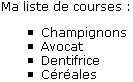 Ma liste de courses :
▪ Champignons
▪ Avocat
▪ Dentifrice
▪ Céréales